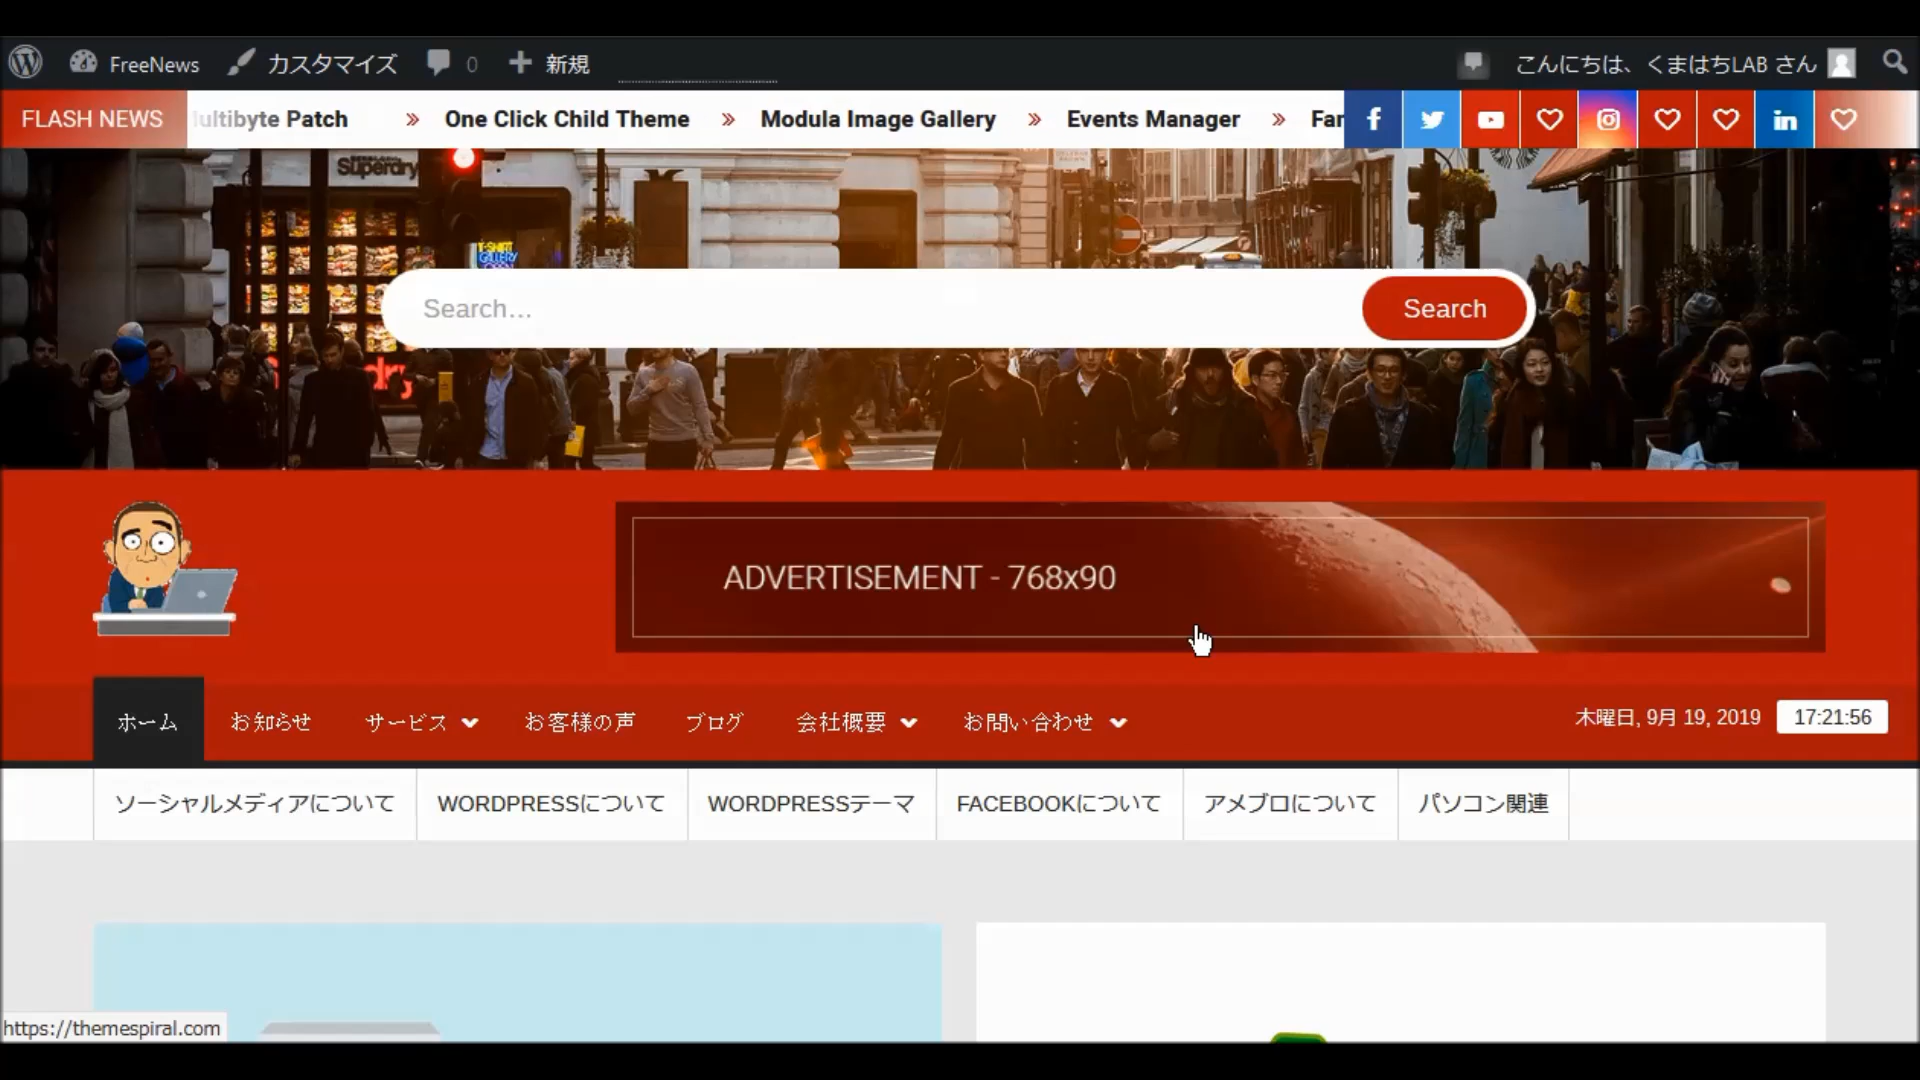 FreeNews カスタマイズ 0 新規 こんにちは、くまはちLAB さん
FLASH NEWS ultibyte Patch » One Click Child Theme » Modula Image Gallery » Events Manager » Far
Superdry
T-SHIRT
GALLERY
OPEN
Search...
Search
ADVERTISEMENT - 768x90
ホーム お知らせ サービス お客様の声 ブログ 会社概要 お問い合わせ 木曜日, 9月 19, 2019 17:21:56
ソーシャルメディアについて WORDPRESSについて WORDPRESSテーマ FACEBOOKについて アメブロについて パソコン関連
https://themespiral.com